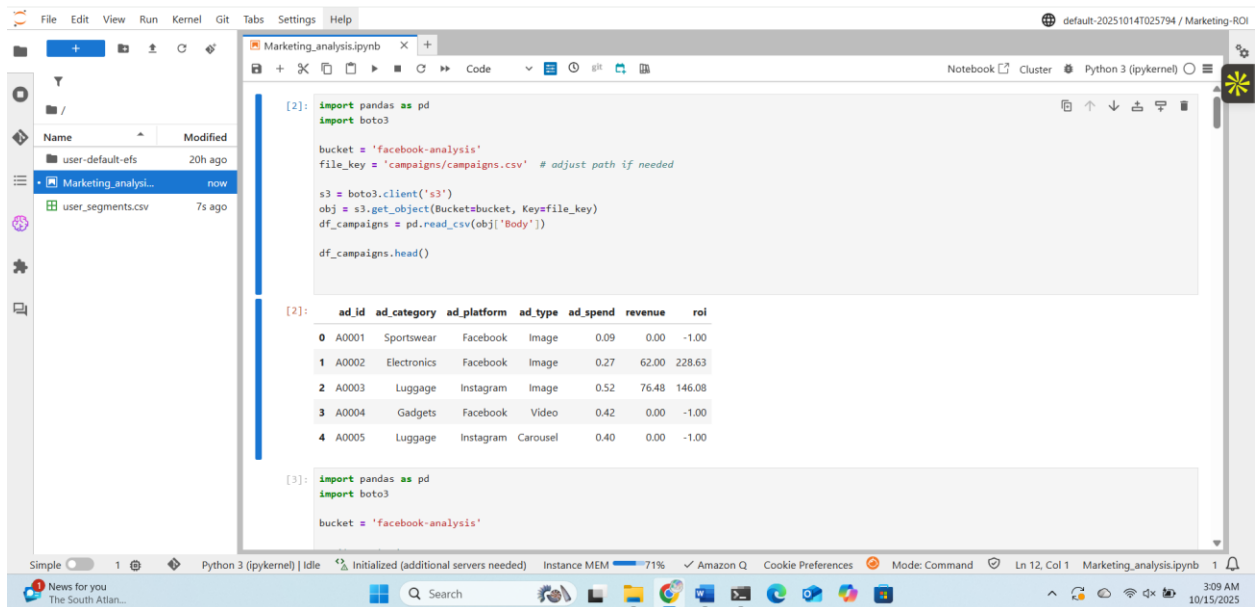 File Edit View Run Kernel Git Tabs Settings Help
default-20251014T025794 / Marketing-ROI
Marketing_analysis.ipynb
Code
git
Notebook
Cluster
Python 3 (ipykernel)
/
Name Modified
user-default-efs 20h ago
Marketing_analysi... now
user_segments.csv 7s ago
[2]: import pandas as pd
import boto3
bucket = 'facebook-analysis'
file_key = 'campaigns/campaigns.csv' # adjust path if needed
s3 = boto3.client('s3')
obj = s3.get_object(Bucket=bucket, Key=file_key)
df_campaigns = pd.read_csv(obj['Body'])
df_campaigns.head()
[2]: ad_id ad_category ad_platform ad_type ad_spend revenue roi
0 A0001 Sportswear Facebook Image 0.09 0.00 -1.00
1 A0002 Electronics Facebook Image 0.27 62.00 228.63
2 A0003 Luggage Instagram Image 0.52 76.48 146.08
3 A0004 Gadgets Facebook Video 0.42 0.00 -1.00
4 A0005 Luggage Instagram Carousel 0.40 0.00 -1.00
[3]: import pandas as pd
import boto3
bucket = 'facebook-analysis'
Simple 1 Python 3 (ipykernel) | Idle Initialized (additional servers needed) Instance MEM 71% Amazon Q Cookie Preferences Mode: Command Ln 12, Col 1 Marketing_analysis.ipynb 1
1
News for you
The South Atlan...
Search
3:09 AM
10/15/2025